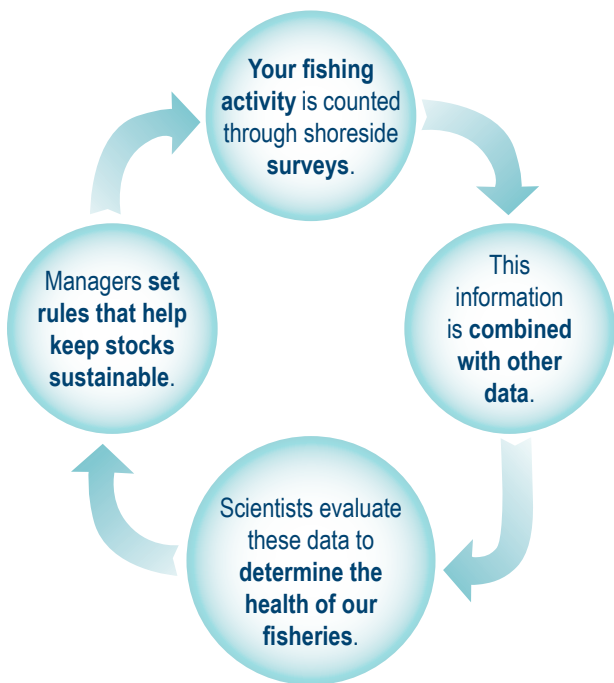 Your fishing
activity is counted
through shoreside
surveys.
This
information
is combined
with other
data.
Scientists evaluate
these data to
determine the
health of our
fisheries.
Managers set
rules that help
keep stocks
sustainable.